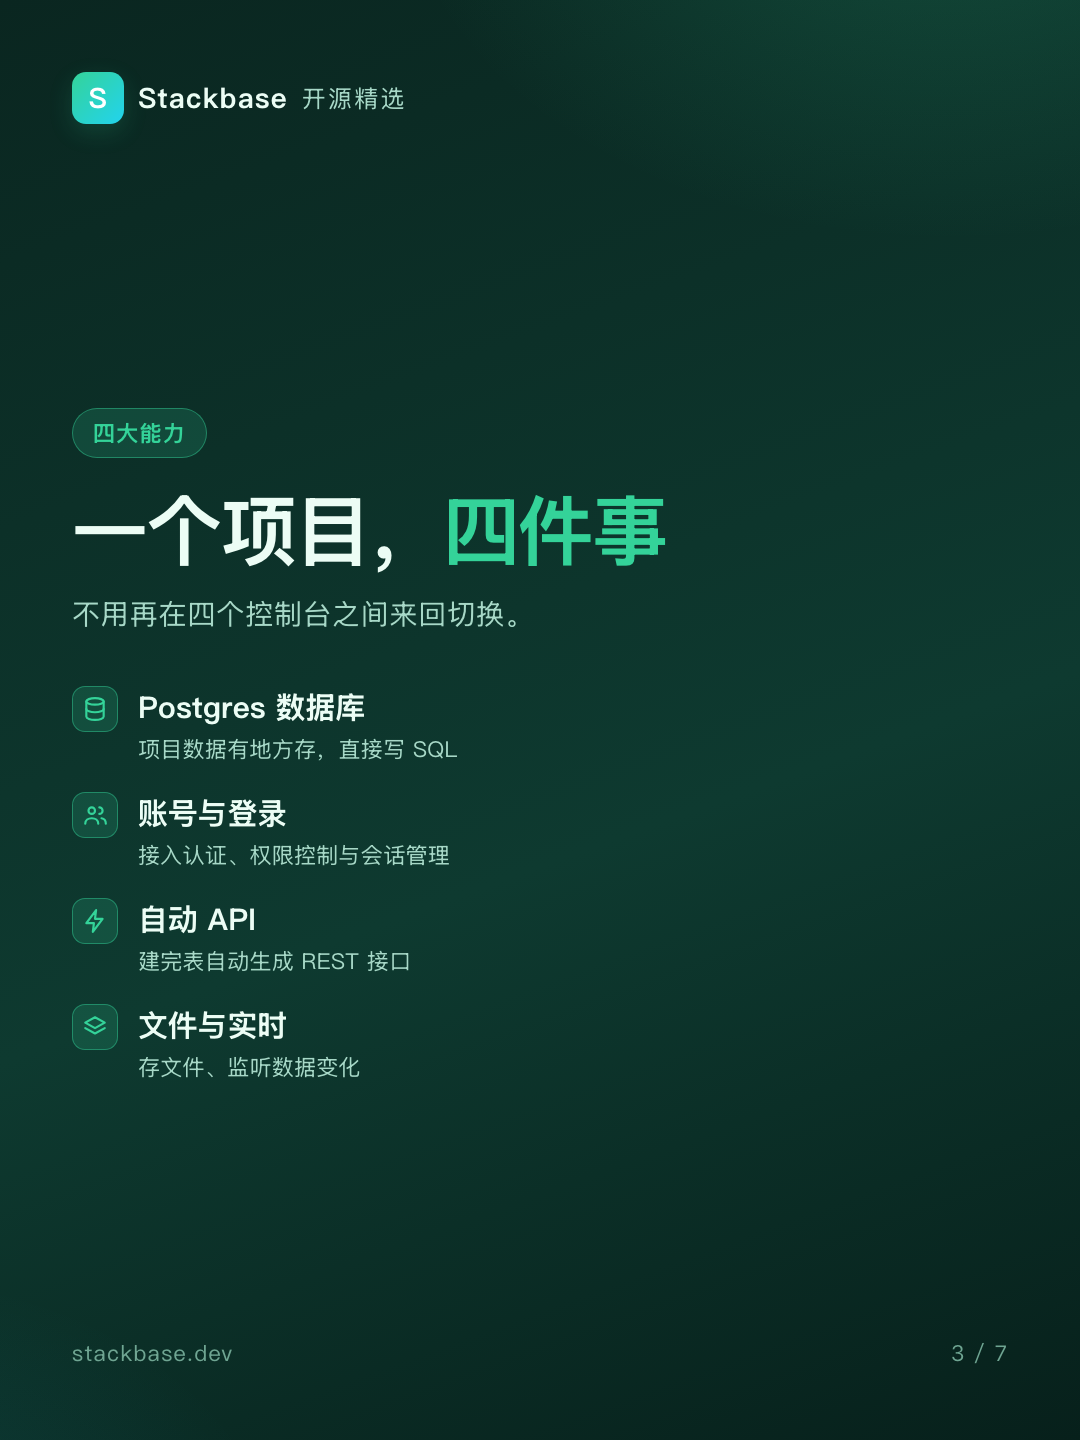 S Stackbase 开源精选
四大能力
一个项目，四件事
不用再在四个控制台之间来回切换。
Postgres 数据库
项目数据有地方存，直接写 SQL
账号与登录
接入认证、权限控制与会话管理
自动 API
建完表自动生成 REST 接口
文件与实时
存文件、监听数据变化
stackbase.dev
3 / 7